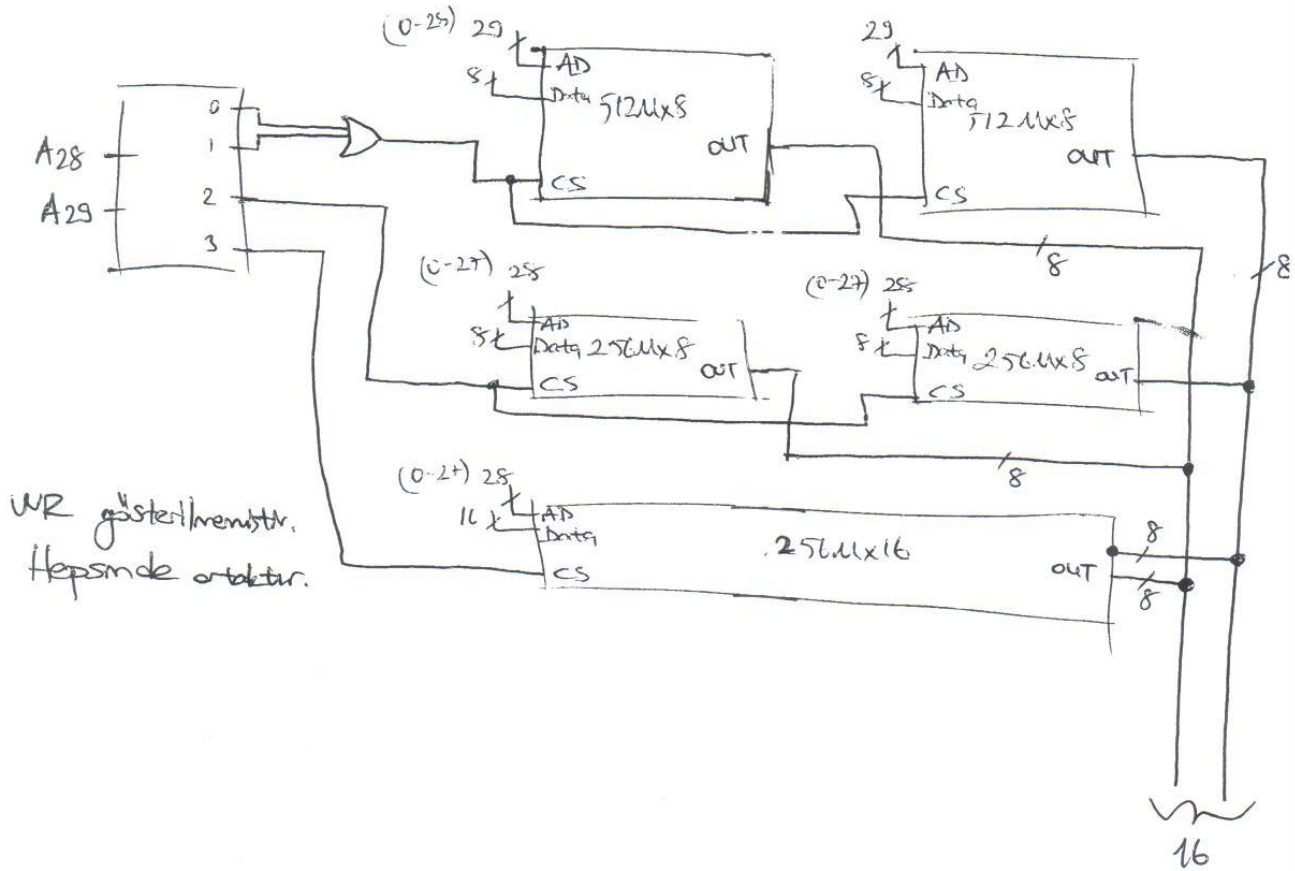 (0-28) 29
8
AD
Data
512Mx8
OUT
CS
29
8
AD
Data
512Mx8
OUT
CS
A28
A29
0
1
2
3
8
8
(0-27) 28
8
AD
Data
256Mx8
OUT
CS
(0-27) 28
8
AD
Data
256Mx8
OUT
CS
8
(0-27) 28
16
AD
Data
256Mx16
OUT
CS
8
8
WR gösterilmemiştir.
Hepsinde ortaktır.
16